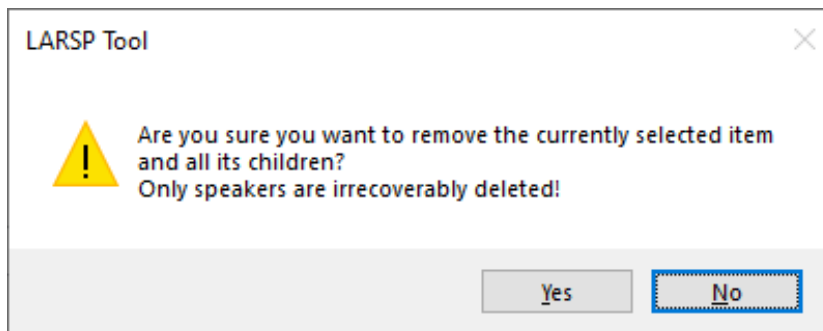 LARSP Tool
Are you sure you want to remove the currently selected item
and all its children?
Only speakers are irrecoverably deleted!
Yes
No